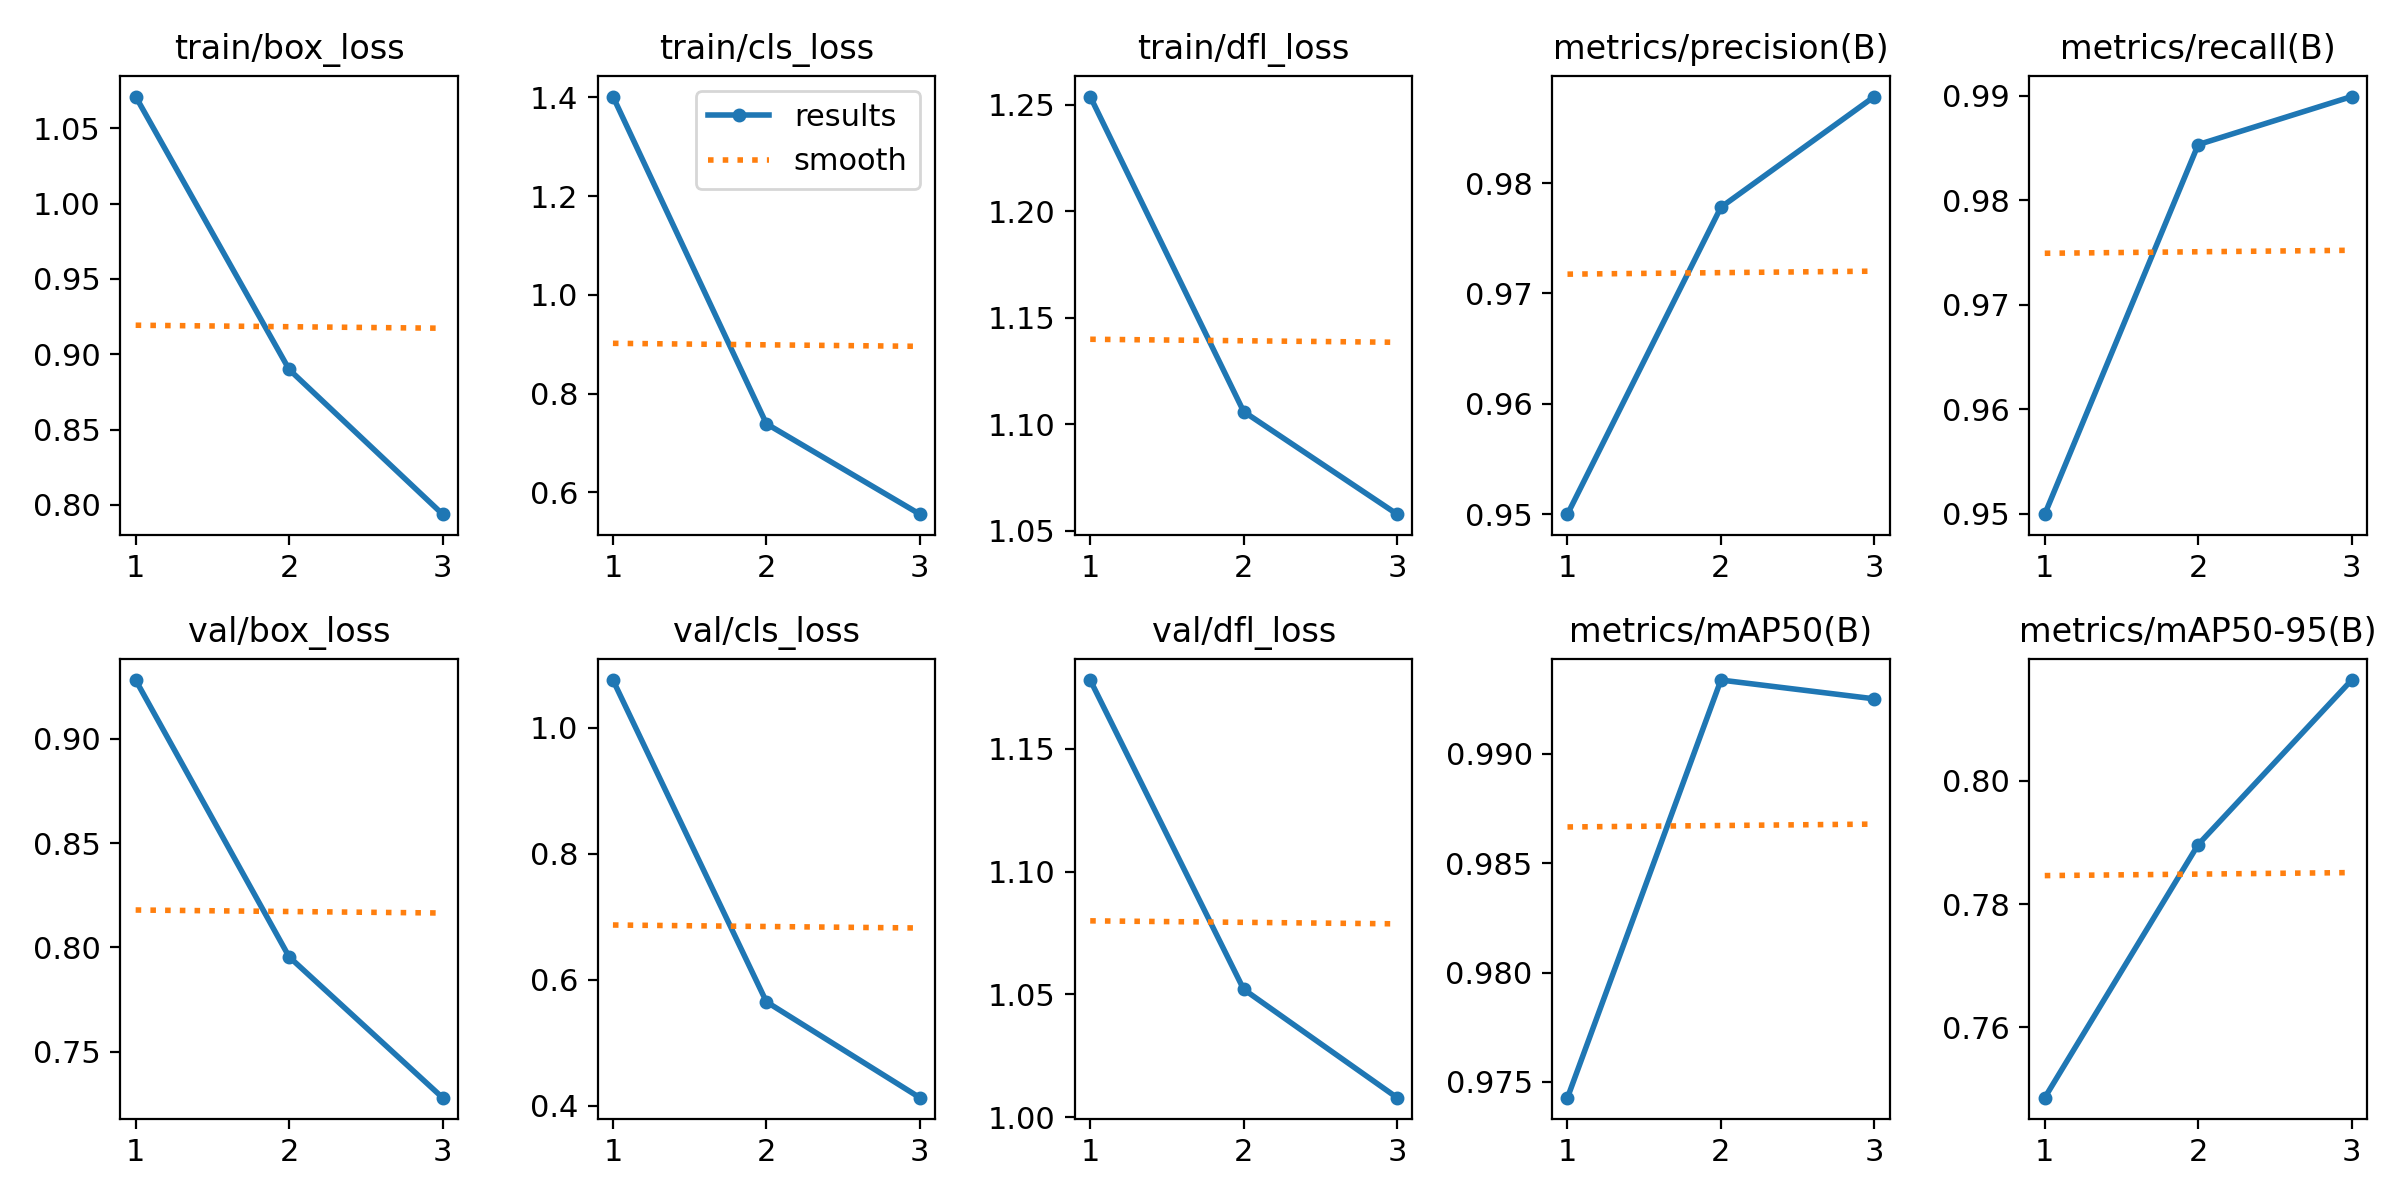 train/box_loss
1.05
1.00
0.95
0.90
0.85
0.80
1 2 3
train/cls_loss
results
smooth
1.4
1.2
1.0
0.8
0.6
1 2 3
train/dfl_loss
1.25
1.20
1.15
1.10
1.05
1 2 3
metrics/precision(B)
0.98
0.97
0.96
0.95
1 2 3
metrics/recall(B)
0.99
0.98
0.97
0.96
0.95
1 2 3
val/box_loss
0.90
0.85
0.80
0.75
1 2 3
val/cls_loss
1.0
0.8
0.6
0.4
1 2 3
val/dfl_loss
1.15
1.10
1.05
1.00
1 2 3
metrics/mAP50(B)
0.990
0.985
0.980
0.975
1 2 3
metrics/mAP50-95(B)
0.80
0.78
0.76
1 2 3